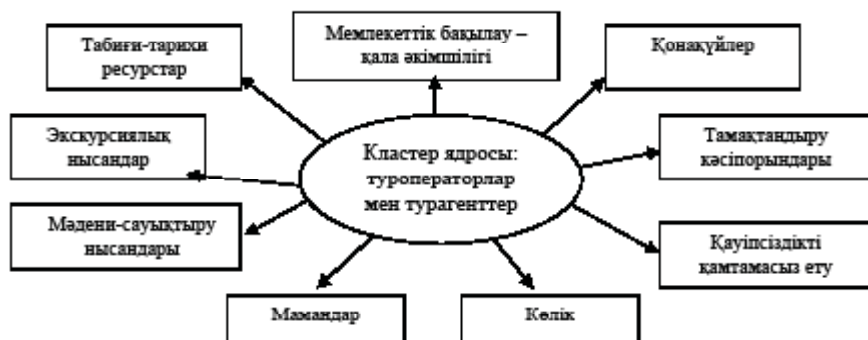 Табиғи-тарихи
ресурстар
Мемлекеттік бақылау –
қала әкімшілігі
Қонақүйлер
Экскурсиялық
нысандар
Кластер ядросы:
туроператорлар
мен турагенттер
Тамақтандыру
кәсіпорындары
Мәдени-сауықтыру
нысандары
Қауіпсіздікті
қамтамасыз ету
Мамандар
Көлік